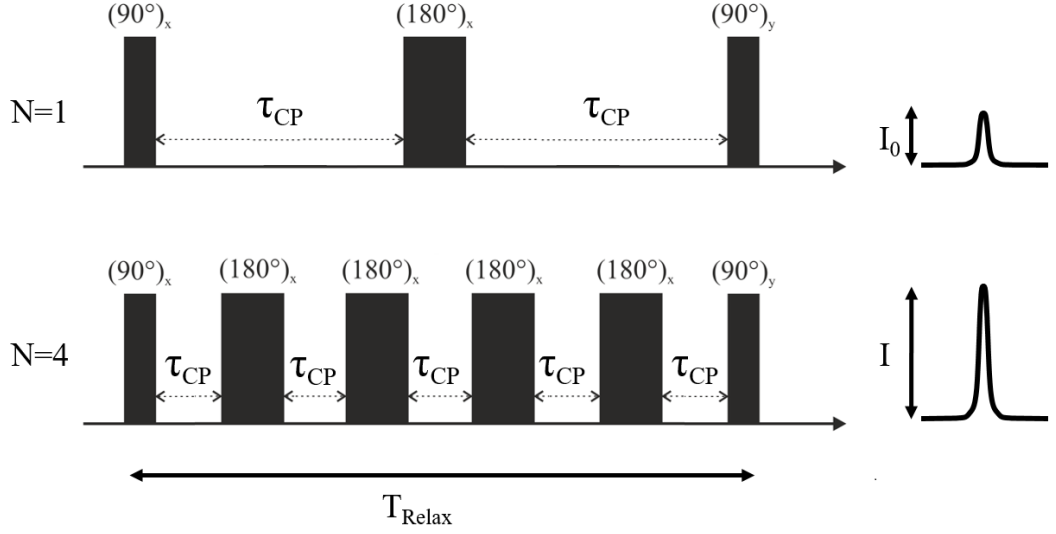 (90°)x (180°)x (90°)y
N=1 τCP τCP I0
(90°)x (180°)x (180°)x (180°)x (180°)x (90°)y
N=4 τCP τCP τCP τCP τCP I
TRelax